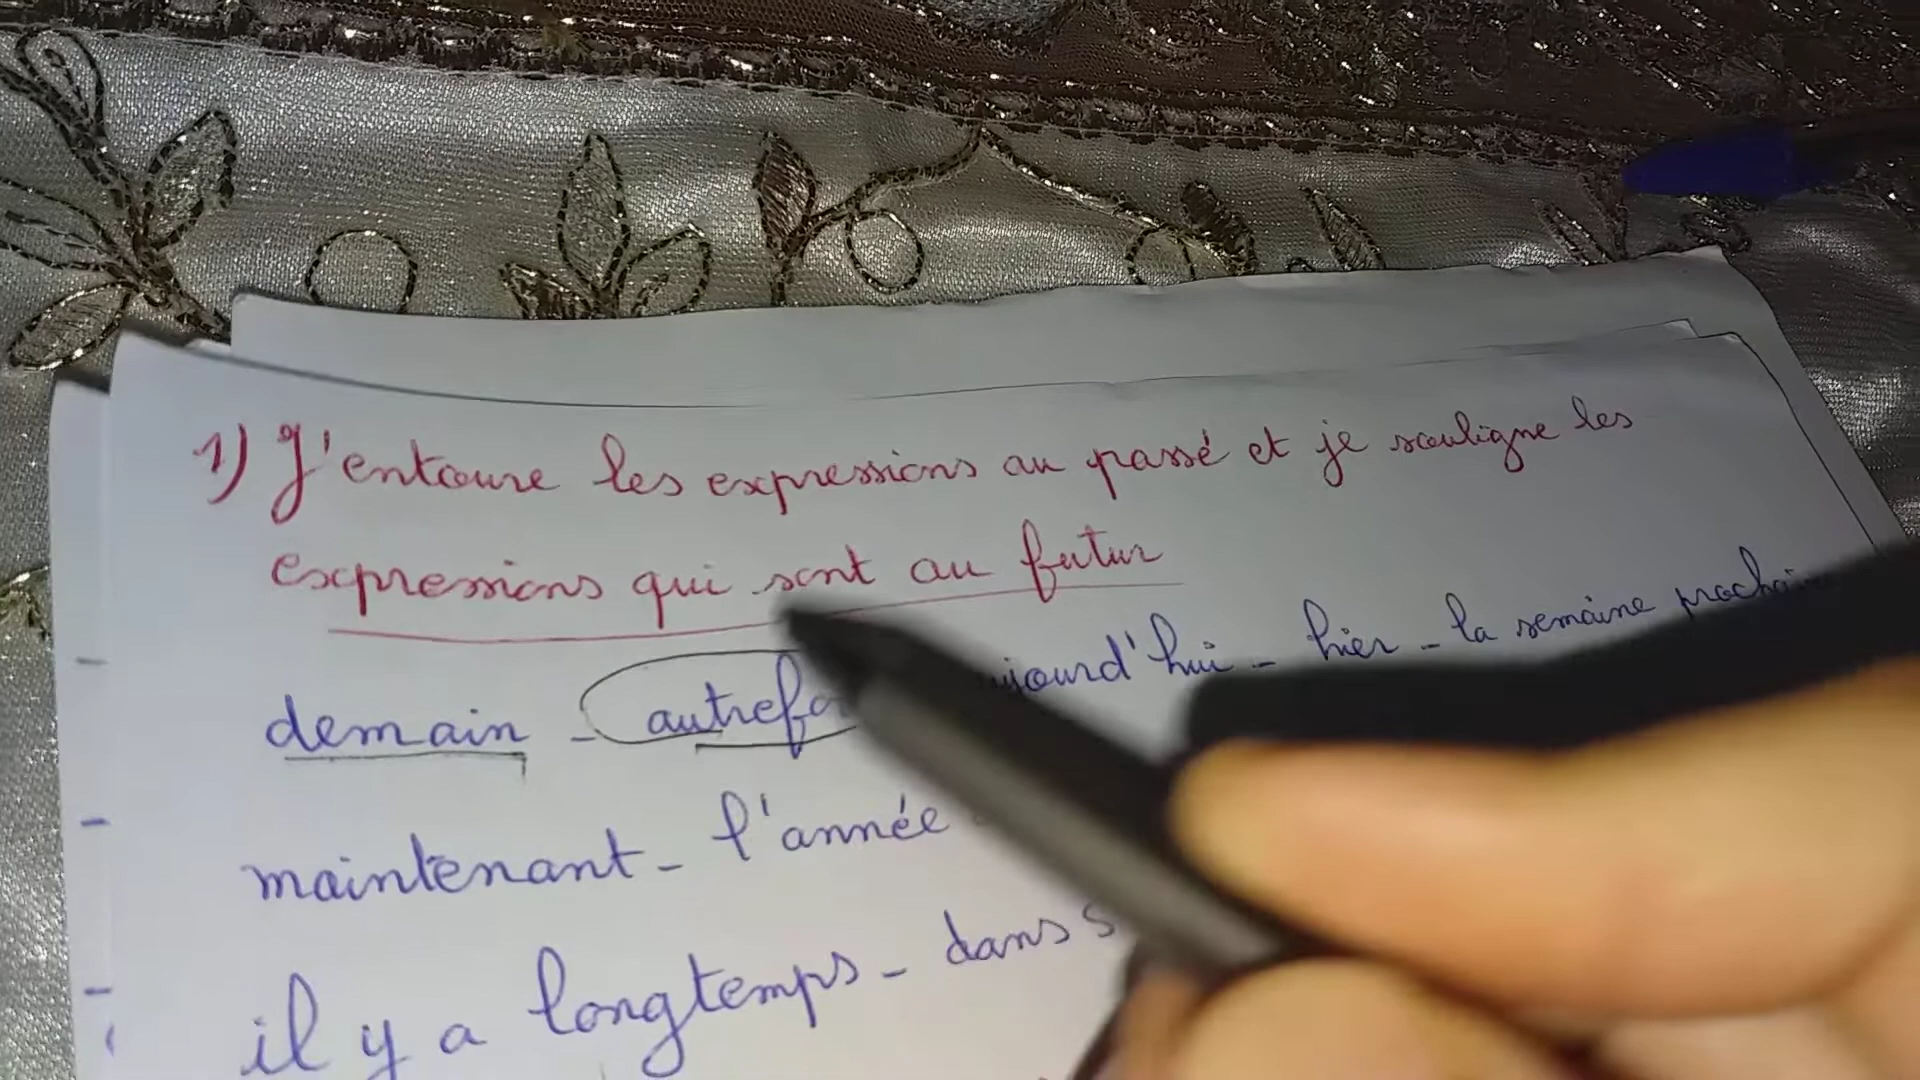 1) J'entoure les expressions au passé et je souligne les
expressions qui sont au futur
demain - aujourd'hui - hier - la semaine
maintenant - l'année
il y a longtemps - dans